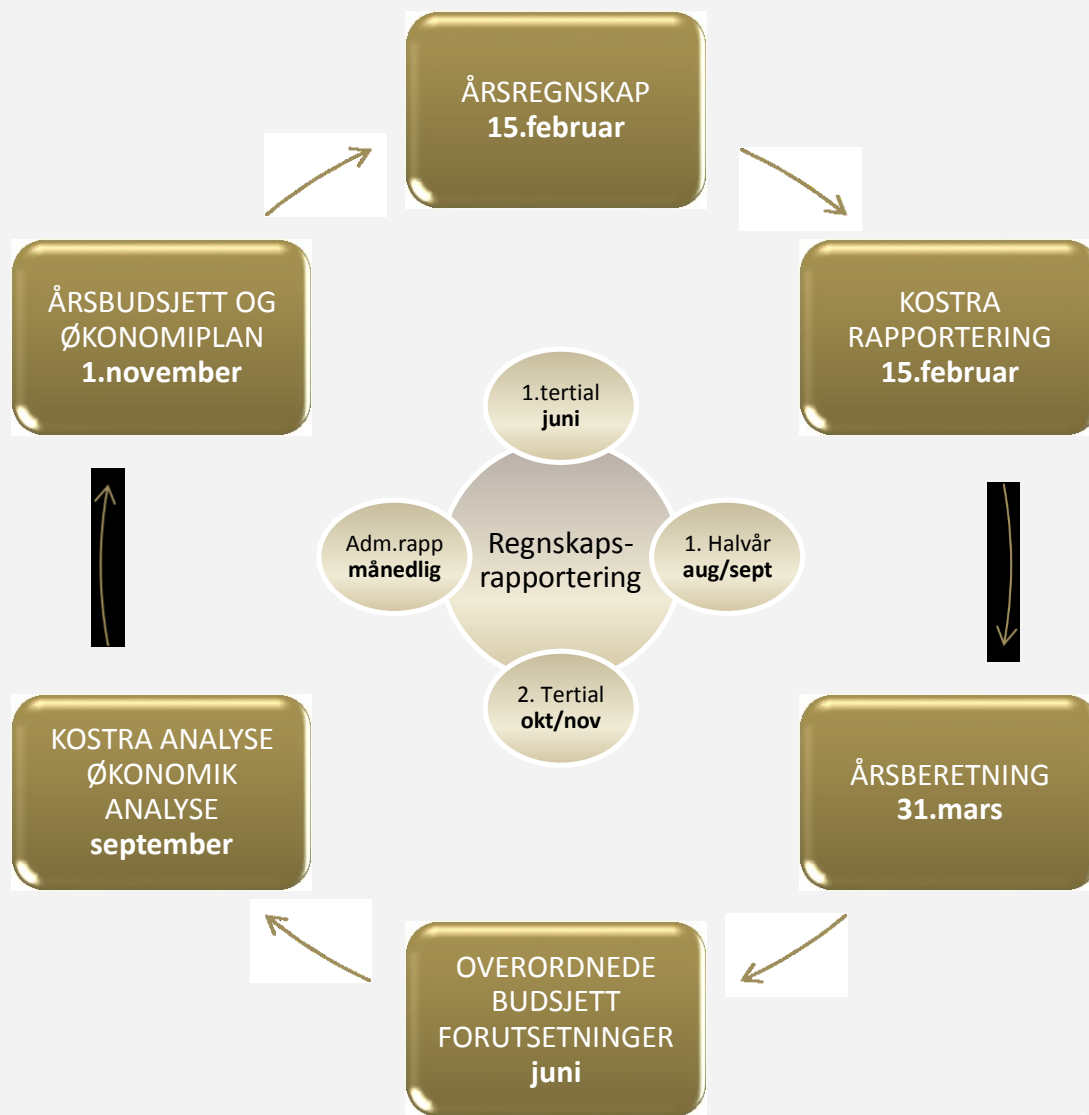 ÅRSREGNSKAP
15.februar
KOSTRA
RAPPORTERING
15.februar
ÅRSBERETNING
31.mars
OVERORDNEDE
BUDSJETT
FORUTSETNINGER
juni
KOSTRA ANALYSE
ØKONOMIK
ANALYSE
september
ÅRSBUDSJETT OG
ØKONOMIPLAN
1.november
Regnskaps-
rapportering
1.tertial
juni
1. Halvår
aug/sept
2. Tertial
okt/nov
Adm.rapp
månedlig